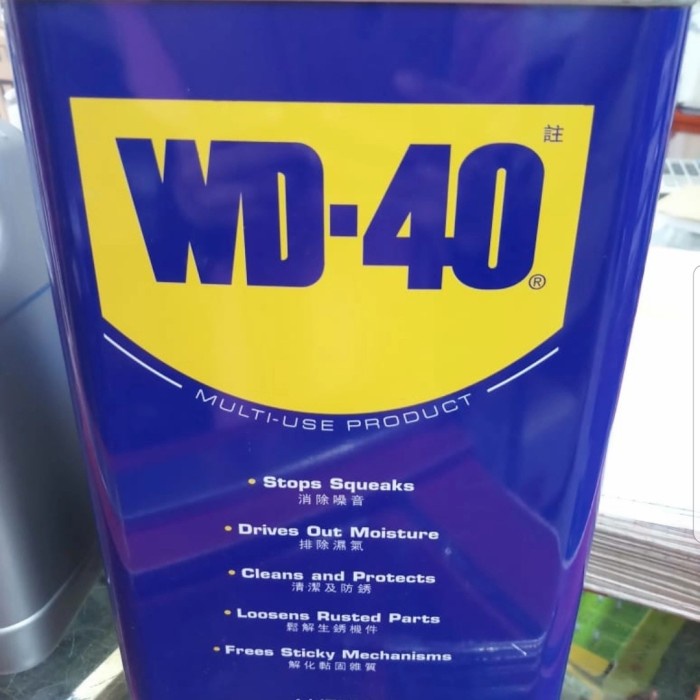 註
WD-40
®
MULTI-USE PRODUCT
• Stops Squeaks
消除噪音
• Drives Out Moisture
排除濕氣
• Cleans and Protects
清潔及防銹
• Loosens Rusted Parts
鬆解生銹機件
• Frees Sticky Mechanisms
解化黏固雜質